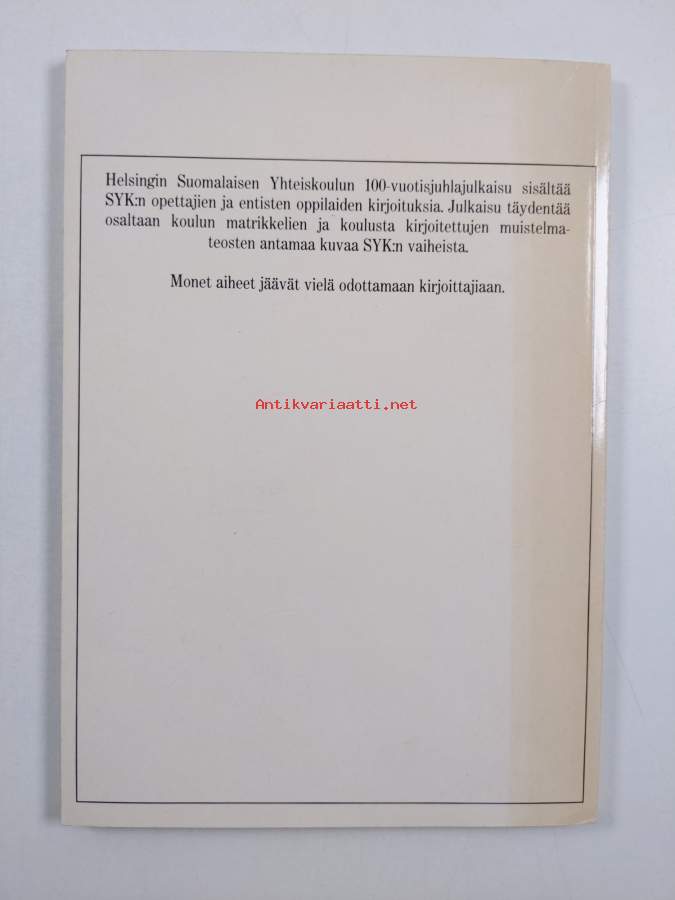 Helsingin Suomalaisen Yhteiskoulun 100-vuotisjuhlajulkaisu sisältää
SYK:n opettajien ja entisten oppilaiden kirjoituksia. Julkaisu täydentää
osaltaan koulun matrikkelien ja koulusta kirjoitettujen muistelma-
teosten antamaa kuvaa SYK:n vaiheista.
Monet aiheet jäävät vielä odottamaan kirjoittajiaan.
Antikvariaatti.net